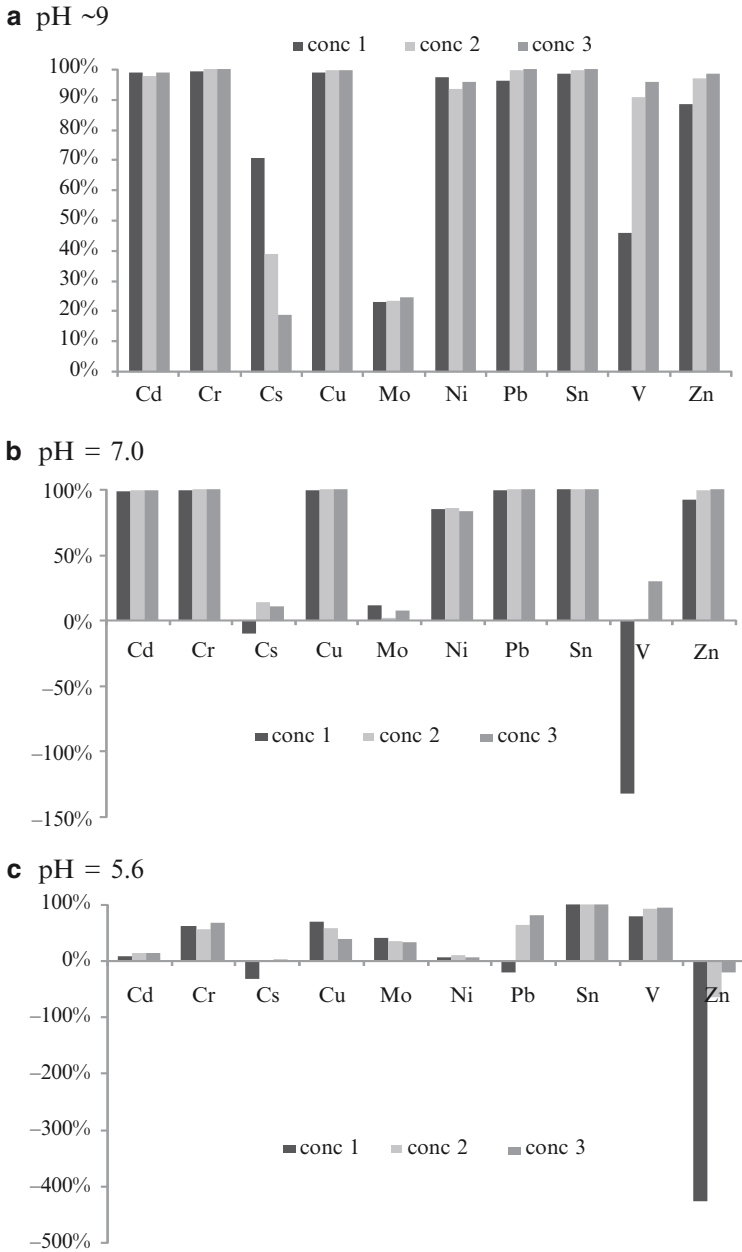 a pH ~9
conc 1 conc 2 conc 3
100%
90%
80%
70%
60%
50%
40%
30%
20%
10%
0%
Cd Cr Cs Cu Mo Ni Pb Sn V Zn
b pH = 7.0
100%
50%
0%
Cd Cr Cs Cu Mo Ni Pb Sn V Zn
–50%
conc 1 conc 2 conc 3
–100%
–150%
c pH = 5.6
100%
0%
Cd Cr Cs Cu Mo Ni Pb Sn V Zn
–100%
–200%
–300%
conc 1 conc 2 conc 3
–400%
–500%